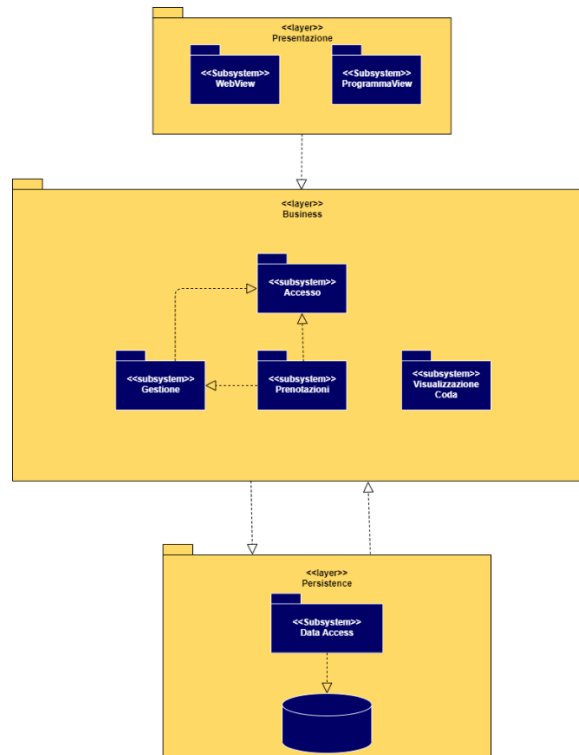 <<layer>>
Presentazione
<<Subsystem>>
WebView
<<Subsystem>>
ProgrammaView
<<layer>>
Business
<<subsystem>>
Accesso
<<subsystem>>
Gestione
<<subsystem>>
Prenotazioni
<<subsystem>>
Visualizzazione
Coda
<<layer>>
Persistence
<<Subsystem>>
Data Access